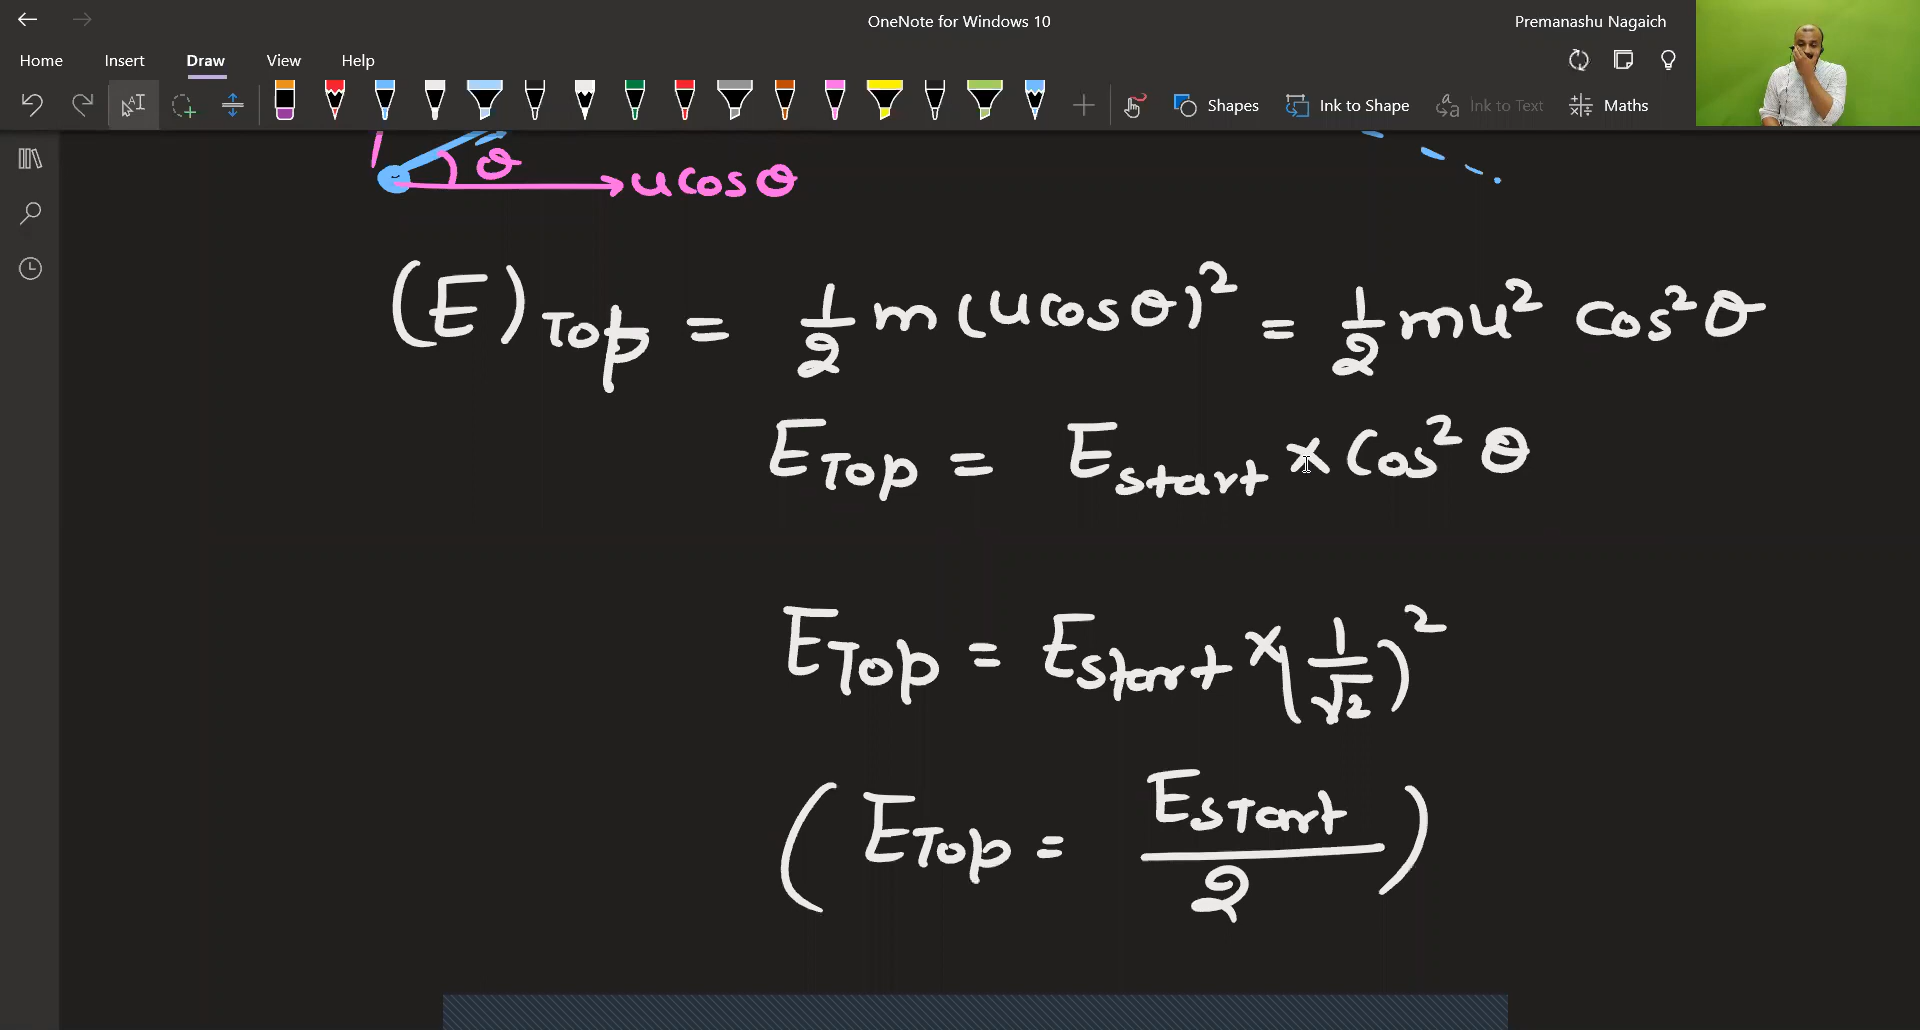 OneNote for Windows 10
Premanashu Nagaich
Home Insert Draw View Help
Shapes Ink to Shape Ink to Text Maths
θ
u cos θ
(E)Top = 1/2 m (u cos θ)² = 1/2 mu² cos² θ
ETop = Estart × Cos² θ
ETop = Estart × (1/√2)²
(ETop = EStart/2)